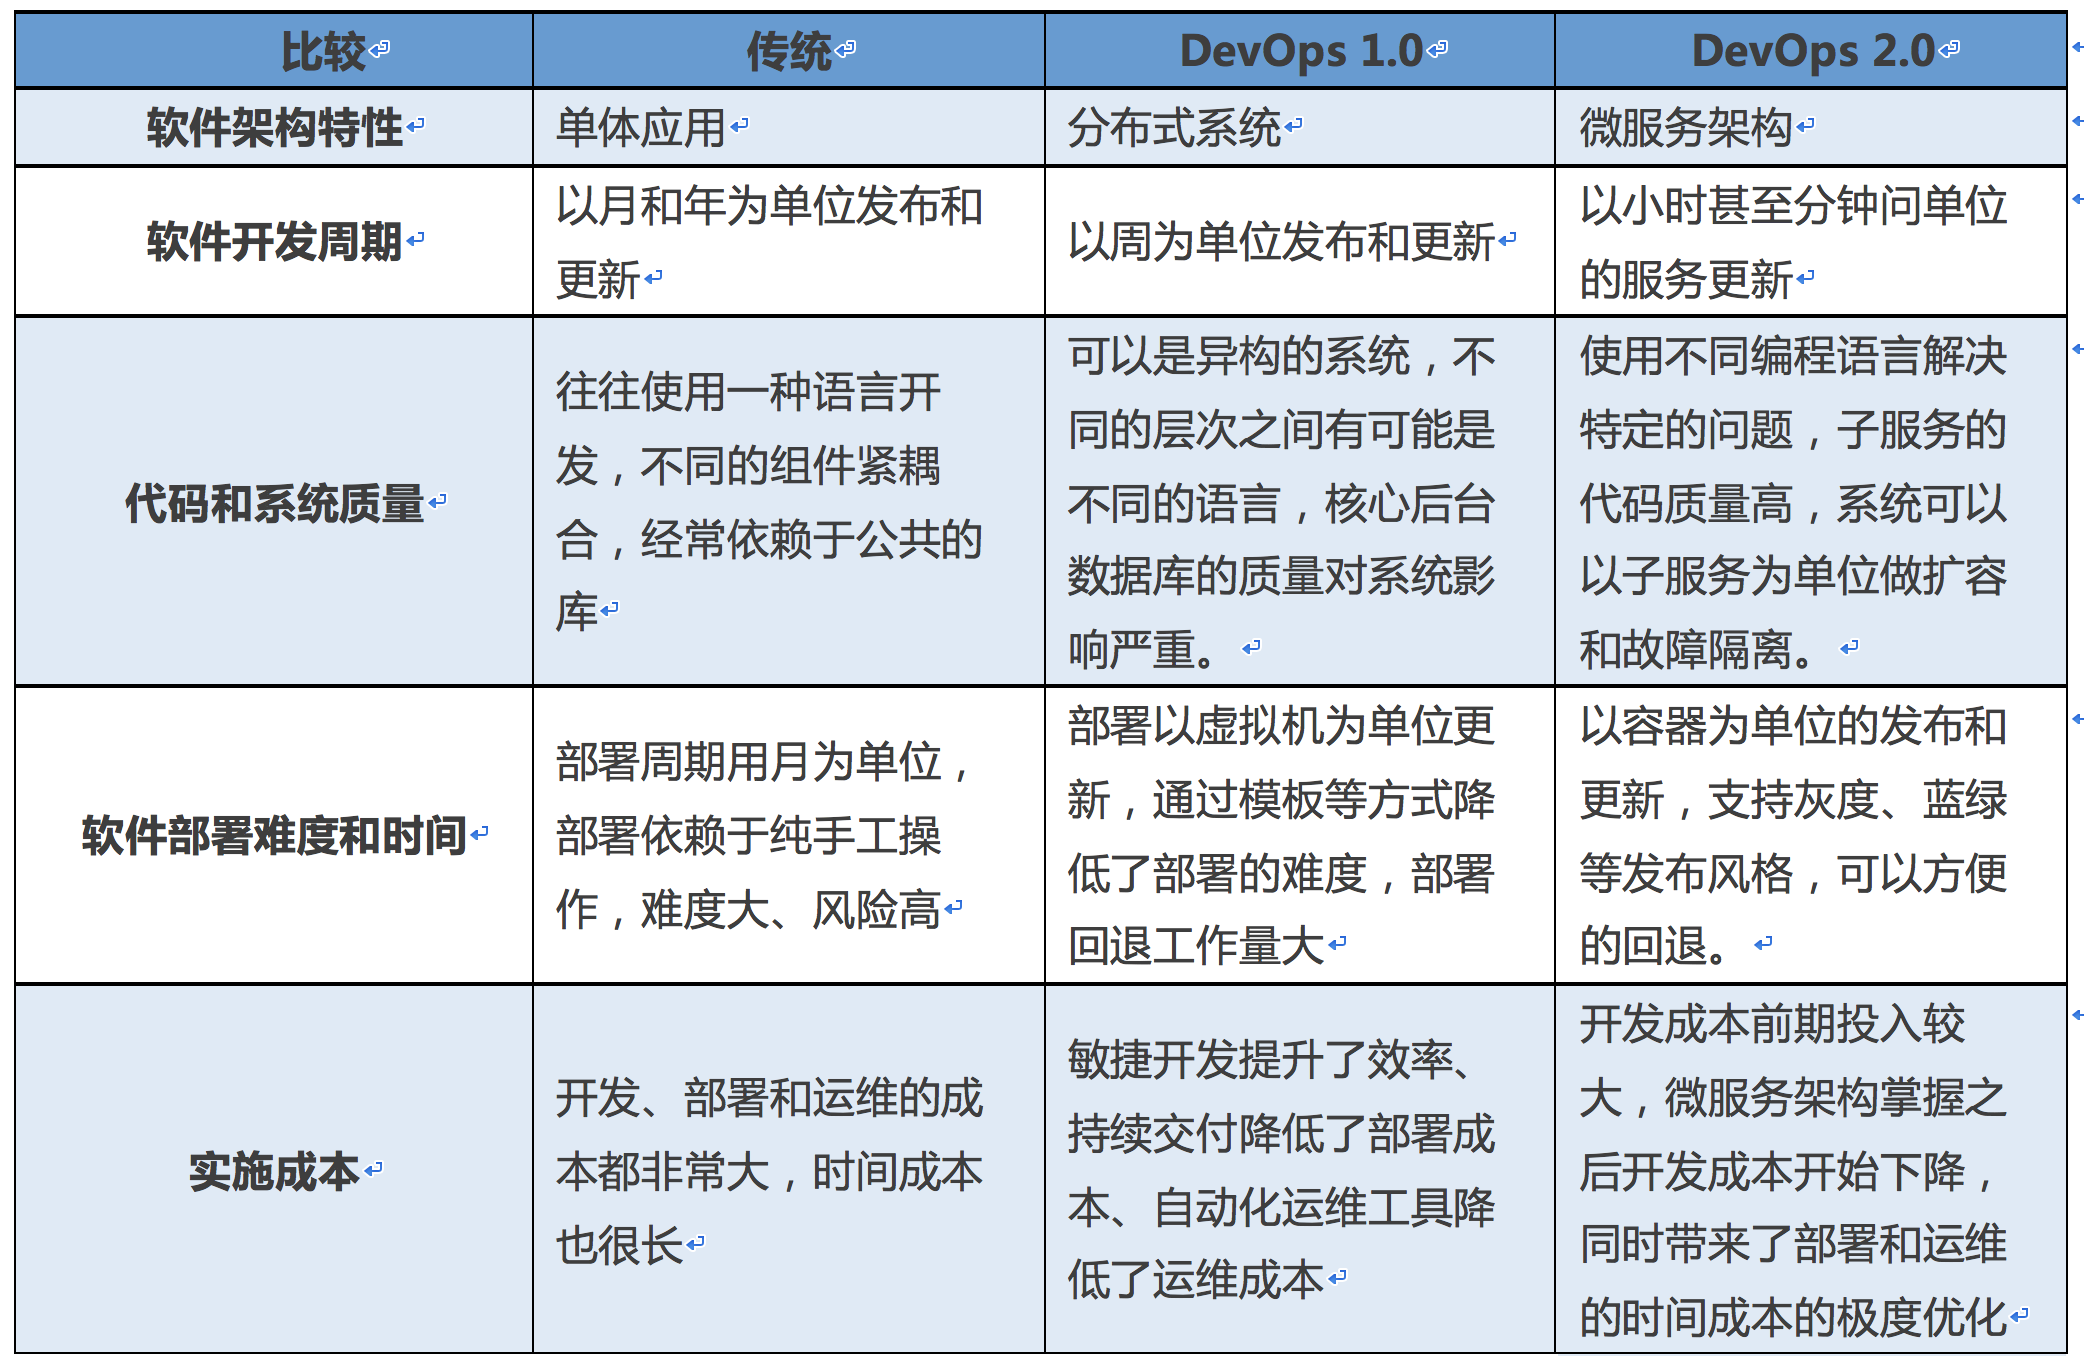 比较
传统
DevOps 1.0
DevOps 2.0
软件架构特性
单体应用
分布式系统
微服务架构
软件开发周期
以月和年为单位发布和
更新
以周为单位发布和更新
以小时甚至分钟问单位
的服务更新
代码和系统质量
往往使用一种语言开
发，不同的组件紧耦
合，经常依赖于公共的
库
可以是异构的系统，不
同的层次之间有可能是
不同的语言，核心后台
数据库的质量对系统影
响严重。
使用不同编程语言解决
特定的问题，子服务的
代码质量高，系统可以
以子服务为单位做扩容
和故障隔离。
软件部署难度和时间
部署周期用月为单位，
部署依赖于纯手工操
作，难度大、风险高
部署以虚拟机为单位更
新，通过模板等方式降
低了部署的难度，部署
回退工作量大
以容器为单位的发布和
更新，支持灰度、蓝绿
等发布风格，可以方便
的回退。
实施成本
开发、部署和运维的成
本都非常大，时间成本
也很长
敏捷开发提升了效率、
持续交付降低了部署成
本、自动化运维工具降
低了运维成本
开发成本前期投入较
大，微服务架构掌握之
后开发成本开始下降，
同时带来了部署和运维
的时间成本的极度优化